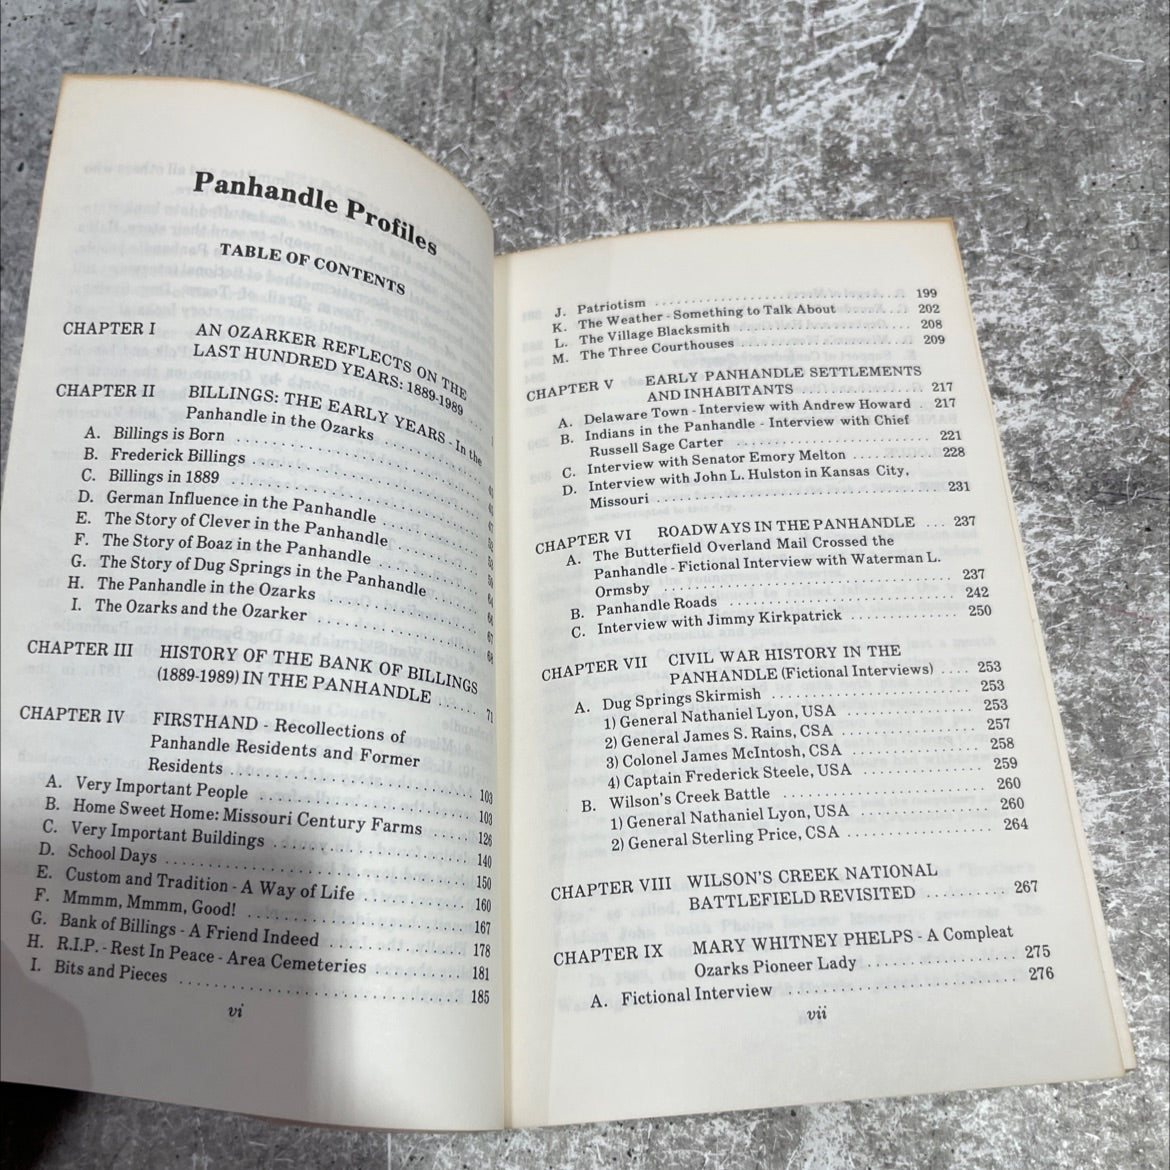 Panhandle Profiles
TABLE OF CONTENTS
CHAPTER I AN OZARKER REFLECTS ON THE
LAST HUNDRED YEARS: 1889-1989
CHAPTER II BILLINGS: THE EARLY YEARS - In the
Panhandle in the Ozarks
A. Billings is Born
B. Frederick Billings
C. Billings in 1889
D. German Influence in the Panhandle
E. The Story of Clever in the Panhandle
F. The Story of Boaz in the Panhandle
G. The Story of Dug Springs in the Panhandle
H. The Panhandle in the Ozarks
I. The Ozarks and the Ozarker
CHAPTER III HISTORY OF THE BANK OF BILLINGS
(1889-1989) IN THE PANHANDLE ...... 71
CHAPTER IV FIRSTHAND - Recollections of
Panhandle Residents and Former
Residents ........ 103
A. Very Important People ........ 103
B. Home Sweet Home: Missouri Century Farms ...... 126
C. Very Important Buildings ........ 140
D. School Days ........ 150
E. Custom and Tradition - A Way of Life ........ 160
F. Mmmm, Mmmm, Good! ........ 167
G. Bank of Billings - A Friend Indeed ........ 178
H. R.I.P. - Rest In Peace - Area Cemeteries ........ 181
I. Bits and Pieces ........ 185
vi
J. Patriotism ........ 199
K. The Weather - Something to Talk About ........ 202
L. The Village Blacksmith ........ 208
M. The Three Courthouses ........ 209
CHAPTER V EARLY PANHANDLE SETTLEMENTS
AND INHABITANTS ........ 217
A. Delaware Town - Interview with Andrew Howard . 217
B. Indians in the Panhandle - Interview with Chief
Russell Sage Carter ........ 221
C. Interview with Senator Emory Melton ........ 228
D. Interview with John L. Hulston in Kansas City,
Missouri ........ 231
CHAPTER VI ROADWAYS IN THE PANHANDLE ... 237
A. The Butterfield Overland Mail Crossed the
Panhandle - Fictional Interview with Waterman L.
Ormsby ........ 237
B. Panhandle Roads ........ 242
C. Interview with Jimmy Kirkpatrick ........ 250
CHAPTER VII CIVIL WAR HISTORY IN THE
PANHANDLE (Fictional Interviews) .... 253
A. Dug Springs Skirmish ........ 253
1) General Nathaniel Lyon, USA ........ 253
2) General James S. Rains, CSA ........ 257
3) Colonel James McIntosh, CSA ........ 258
4) Captain Frederick Steele, USA ........ 259
B. Wilson's Creek Battle ........ 260
1) General Nathaniel Lyon, USA ........ 260
2) General Sterling Price, CSA ........ 264
CHAPTER VIII WILSON'S CREEK NATIONAL
BATTLEFIELD REVISITED ........ 267
CHAPTER IX MARY WHITNEY PHELPS - A Compleat
Ozarks Pioneer Lady ........ 275
A. Fictional Interview ........ 276
vii